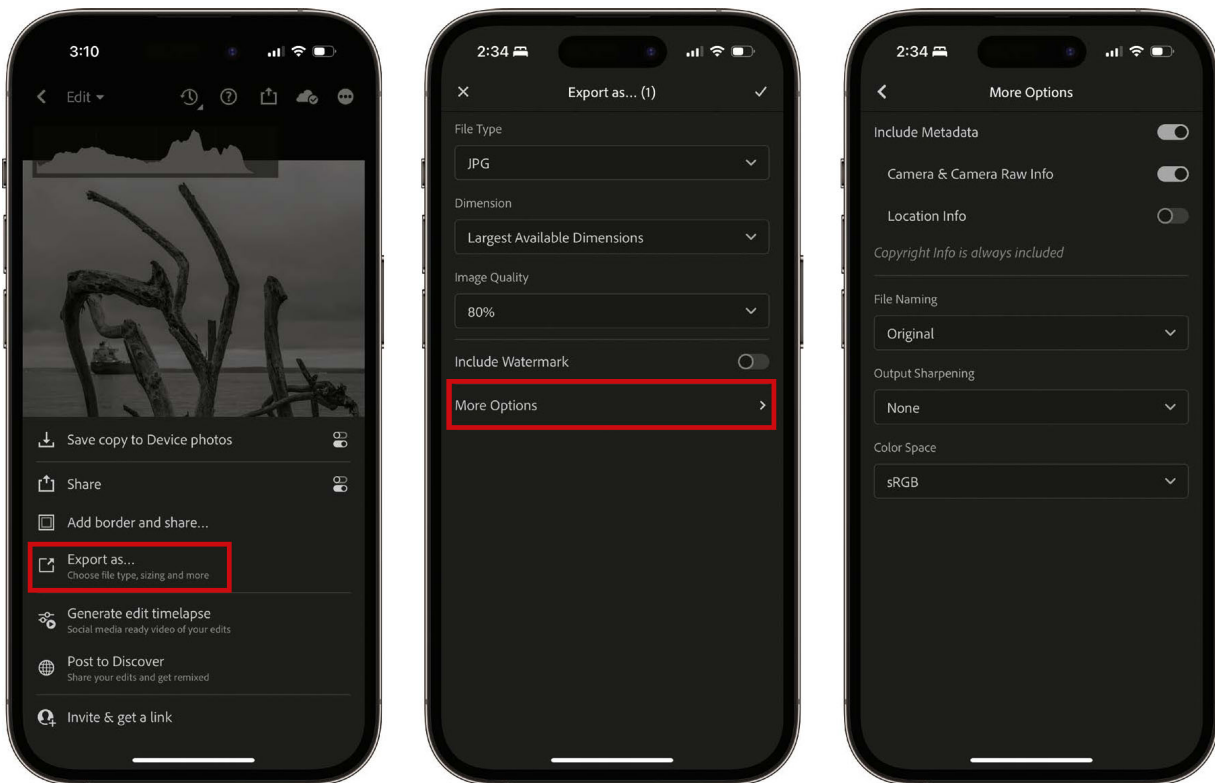 3:10
Edit
Save copy to Device photos
Share
Add border and share...
Export as...
Choose file type, sizing and more
Generate edit timelapse
Social media ready video of your edits
Post to Discover
Share your edits and get remixed
Invite & get a link
2:34
Export as... (1)
File Type
JPG
Dimension
Largest Available Dimensions
Image Quality
80%
Include Watermark
More Options
2:34
More Options
Include Metadata
Camera & Camera Raw Info
Location Info
Copyright Info is always included
File Naming
Original
Output Sharpening
None
Color Space
sRGB